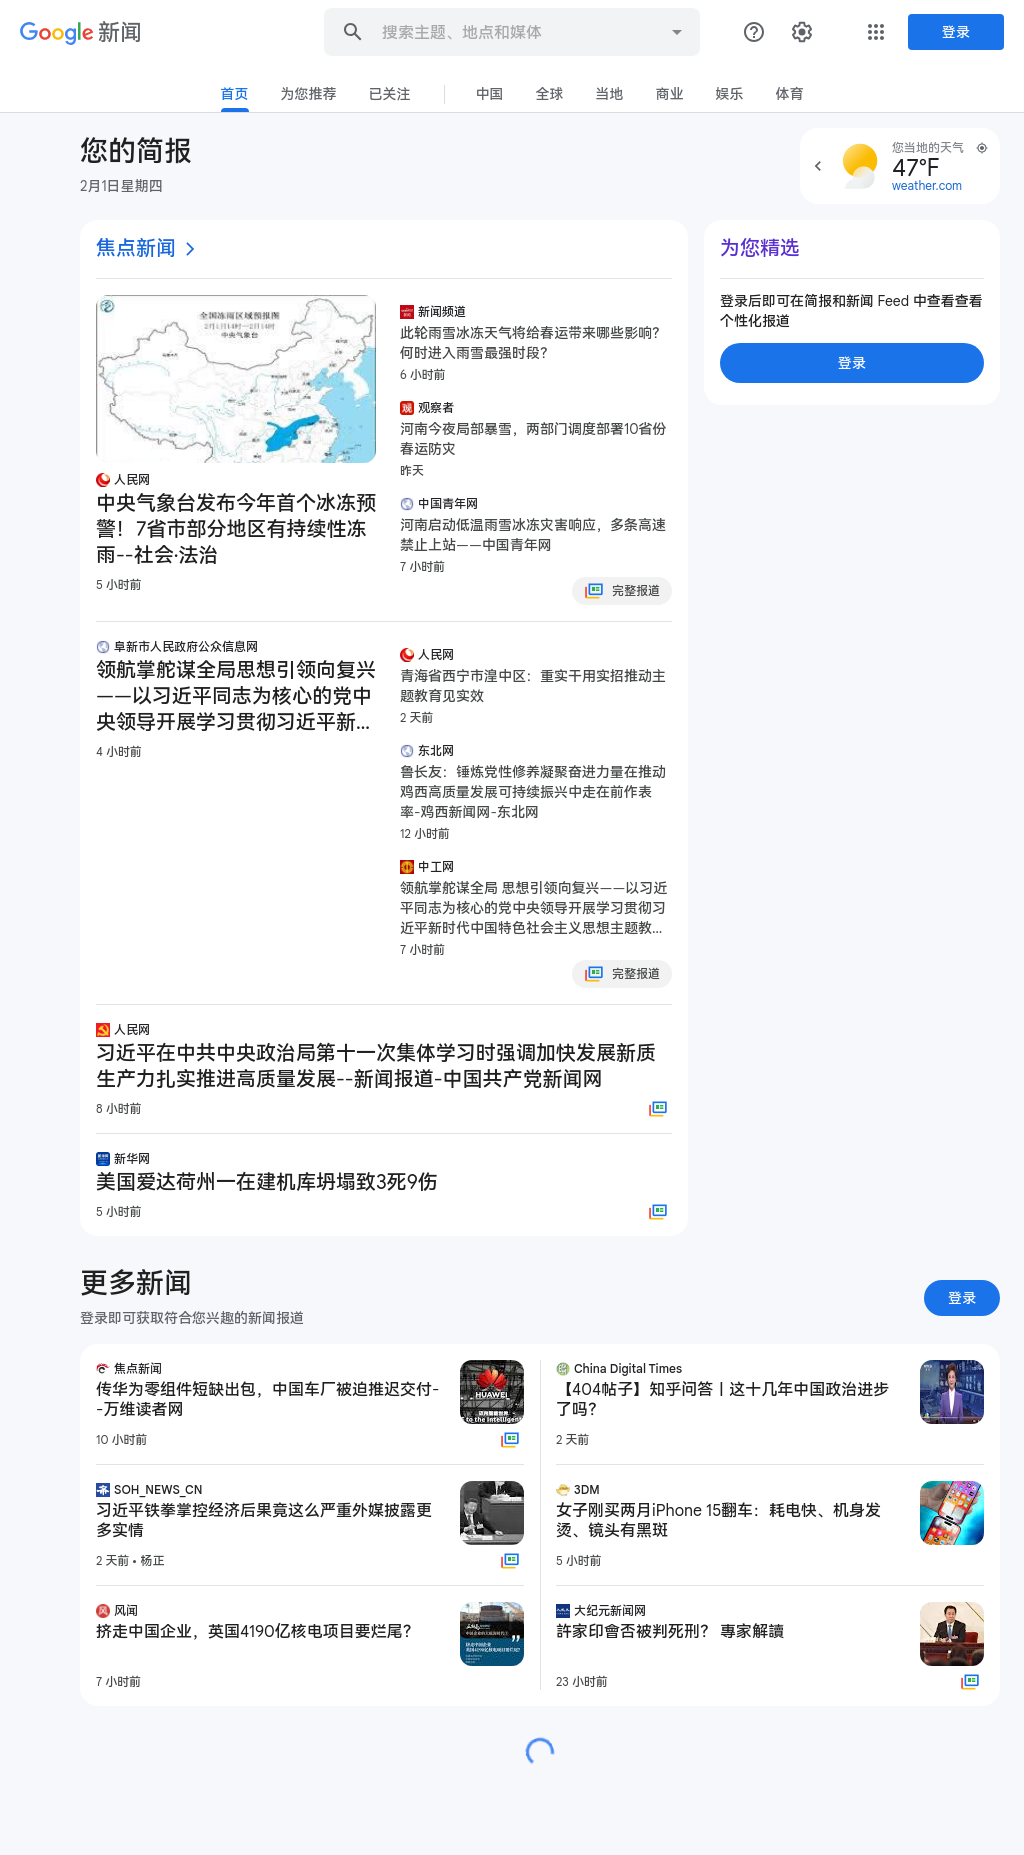 Google 新闻
搜索主题、地点和媒体
登录
首页
为您推荐
已关注
中国
全球
当地
商业
娱乐
体育
您的简报
2月1日星期四
您当地的天气
47°F
weather.com
焦点新闻
全国冻雨区域预报图
2月1日14时—2日14时
中央气象台
人民网
中央气象台发布今年首个冰冻预
警！7省市部分地区有持续性冻
雨--社会·法治
5 小时前
新闻频道
此轮雨雪冰冻天气将给春运带来哪些影响？
何时进入雨雪最强时段？
6 小时前
观察者
河南今夜局部暴雪，两部门调度部署10省份
春运防灾
昨天
中国青年网
河南启动低温雨雪冰冻灾害响应，多条高速
禁止上站——中国青年网
7 小时前
完整报道
为您精选
登录后即可在简报和新闻 Feed 中查看查看
个性化报道
登录
阜新市人民政府公众信息网
领航掌舵谋全局思想引领向复兴
——以习近平同志为核心的党中
央领导开展学习贯彻习近平新...
4 小时前
人民网
青海省西宁市湟中区：重实干用实招推动主
题教育见实效
2 天前
东北网
鲁长友：锤炼党性修养凝聚奋进力量在推动
鸡西高质量发展可持续振兴中走在前作表
率-鸡西新闻网-东北网
12 小时前
中工网
领航掌舵谋全局 思想引领向复兴——以习近
平同志为核心的党中央领导开展学习贯彻习
近平新时代中国特色社会主义思想主题教...
7 小时前
完整报道
人民网
习近平在中共中央政治局第十一次集体学习时强调加快发展新质
生产力扎实推进高质量发展--新闻报道-中国共产党新闻网
8 小时前
新华网
美国爱达荷州一在建机库坍塌致3死9伤
5 小时前
更多新闻
登录即可获取符合您兴趣的新闻报道
登录
焦点新闻
传华为零组件短缺出包，中国车厂被迫推迟交付-
-万维读者网
10 小时前
HUAWEI
China Digital Times
【404帖子】知乎问答丨这十几年中国政治进步
了吗？
2 天前
SOH_NEWS_CN
习近平铁拳掌控经济后果竟这么严重外媒披露更
多实情
2 天前 • 杨正
3DM
女子刚买两月iPhone 15翻车：耗电快、机身发
烫、镜头有黑斑
5 小时前
风闻
挤走中国企业，英国4190亿核电项目要烂尾？
7 小时前
大纪元新闻网
許家印會否被判死刑？ 專家解讀
23 小时前